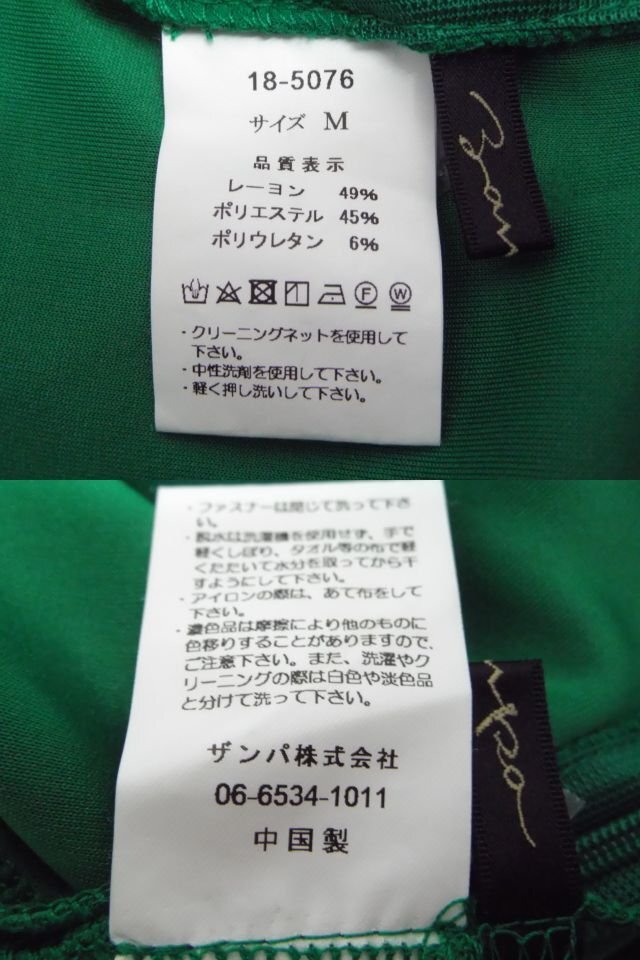 18-5076
サイズ M
品質表示
レーヨン 49%
ポリエステル 45%
ポリウレタン 6%
F W
・クリーニングネットを使用して
下さい。
・中性洗剤を使用して下さい。
・軽く押し洗いして下さい。
・ファスナーは閉じて洗って下さ
い。
・脱水は洗濯機を使用せず、手で
軽くしぼり、タオル等の布で軽
くたたいて水分を取ってから干
すようにして下さい。
・アイロンの際は、あて布をして
下さい。
・濃色品は摩擦により他のものに
色移りすることがありますので、
ご注意下さい。また、洗濯やク
リーニングの際は白色や淡色品
と分けて洗って下さい。
ザンパ株式会社
06-6534-1011
中国製